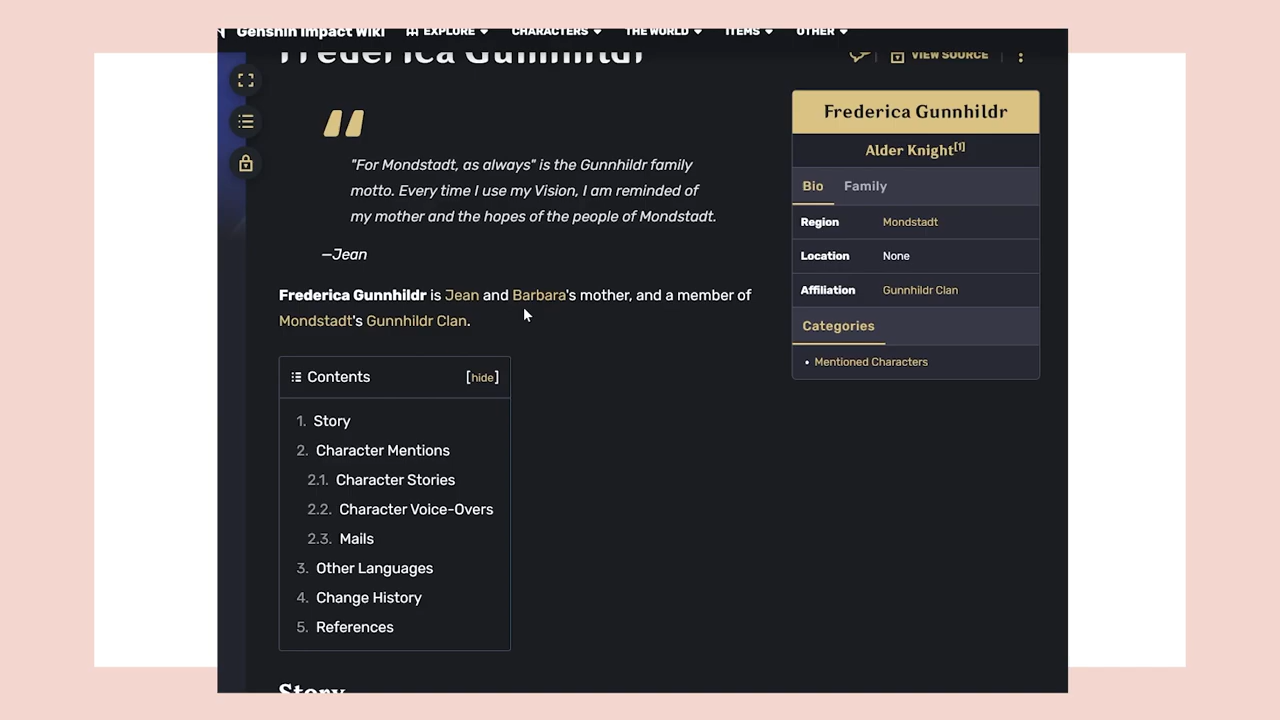 Genshin Impact Wiki
EXPLORE
CHARACTERS
THE WORLD
ITEMS
OTHER
Frederica Gunnhildr
VIEW SOURCE
"For Mondstadt, as always" is the Gunnhildr family
motto. Every time I use my Vision, I am reminded of
my mother and the hopes of the people of Mondstadt.
—Jean
Frederica Gunnhildr is Jean and Barbara's mother, and a member of
Mondstadt's Gunnhildr Clan.
Contents [hide]
1. Story
2. Character Mentions
2.1. Character Stories
2.2. Character Voice-Overs
2.3. Mails
3. Other Languages
4. Change History
5. References
Story
Frederica Gunnhildr
Alder Knight[1]
Bio Family
Region Mondstadt
Location None
Affiliation Gunnhildr Clan
Categories
• Mentioned Characters